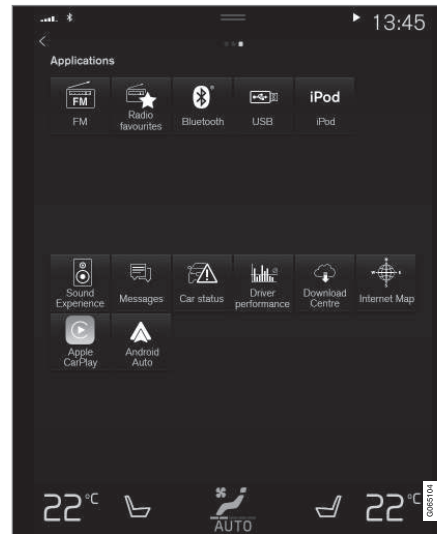 13:45
Applications
FM
iPod
FM
Radio
favourites
Bluetooth
USB
iPod
Sound
Experience
Messages
Car status
Driver
performance
Download
Centre
Internet Map
Apple
CarPlay
Android
Auto
22°C
22°C
AUTO
G065104